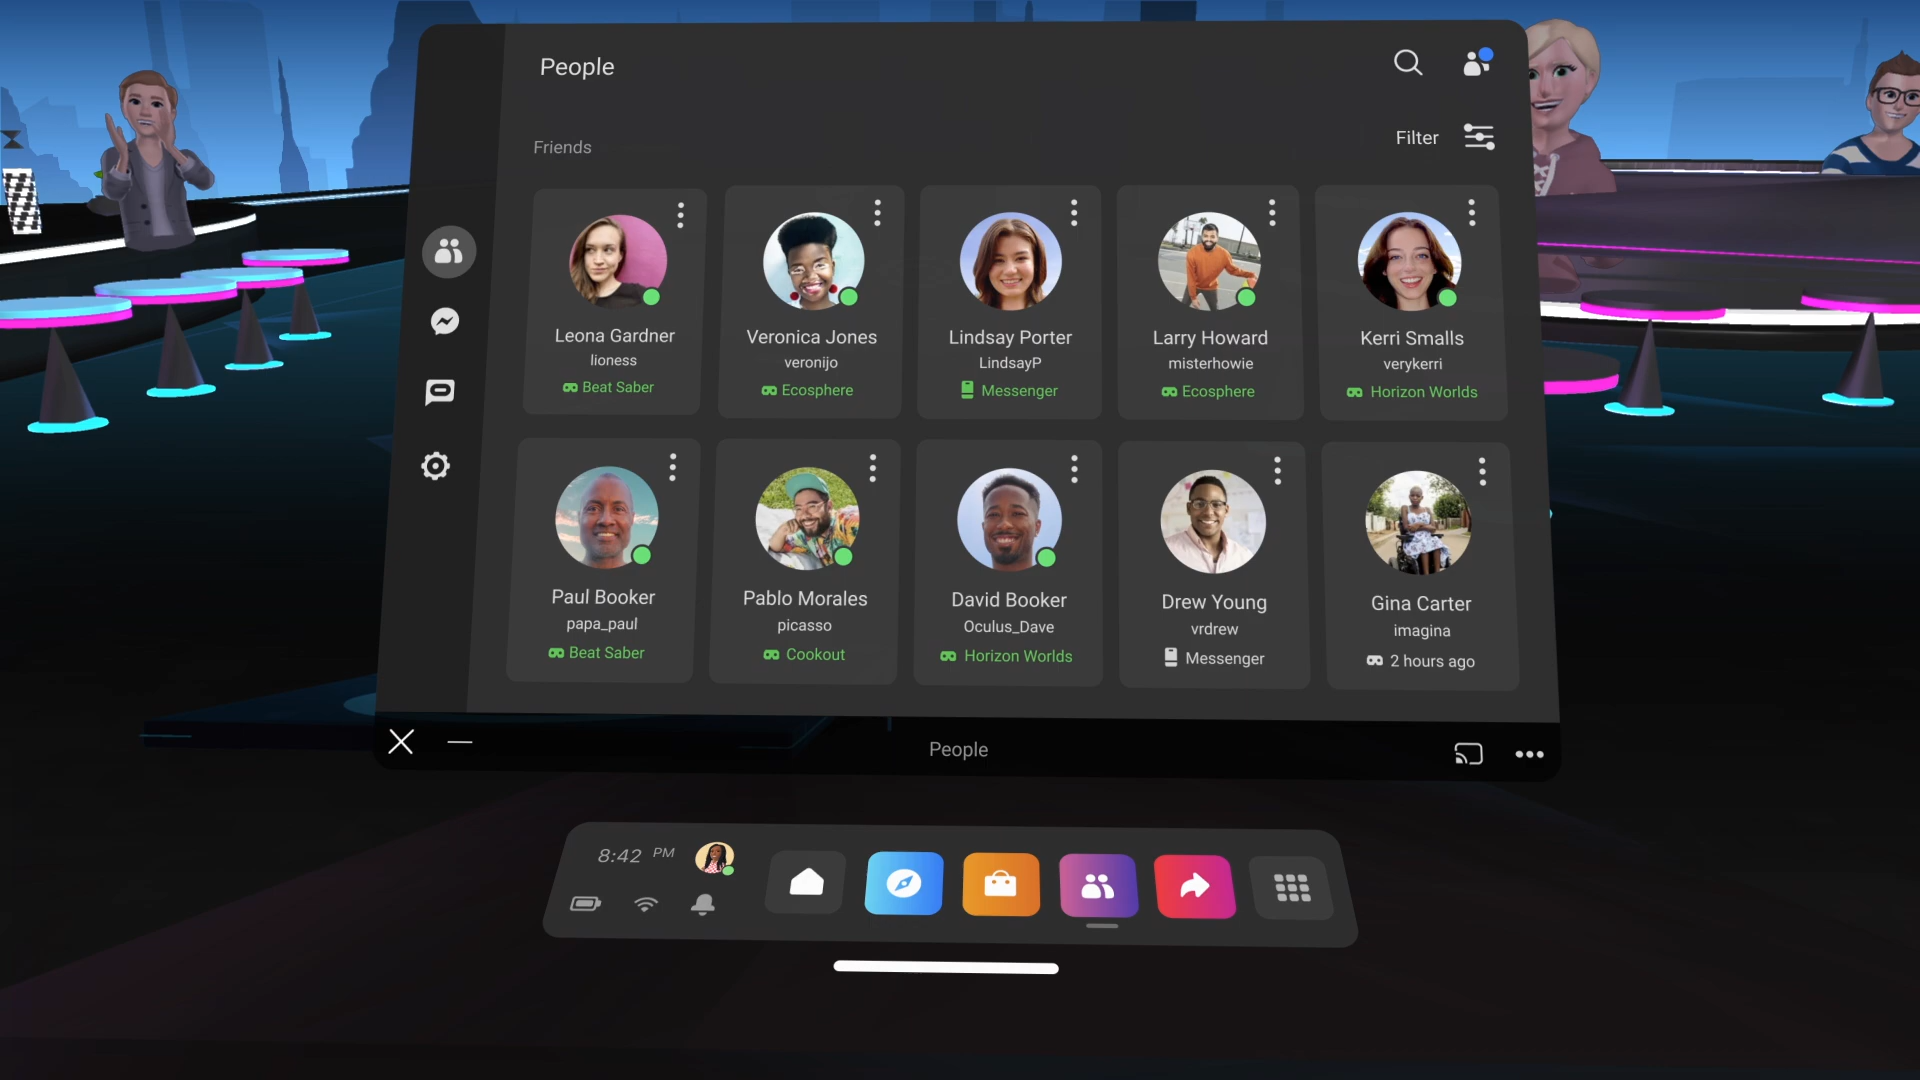 People
Friends
Filter
Leona Gardner
lioness
Beat Saber
Veronica Jones
veronijo
Ecosphere
Lindsay Porter
LindsayP
Messenger
Larry Howard
misterhowie
Ecosphere
Kerri Smalls
verykerri
Horizon Worlds
Paul Booker
papa_paul
Beat Saber
Pablo Morales
picasso
Cookout
David Booker
Oculus_Dave
Horizon Worlds
Drew Young
vrdrew
Messenger
Gina Carter
imagina
2 hours ago
People
8:42 PM